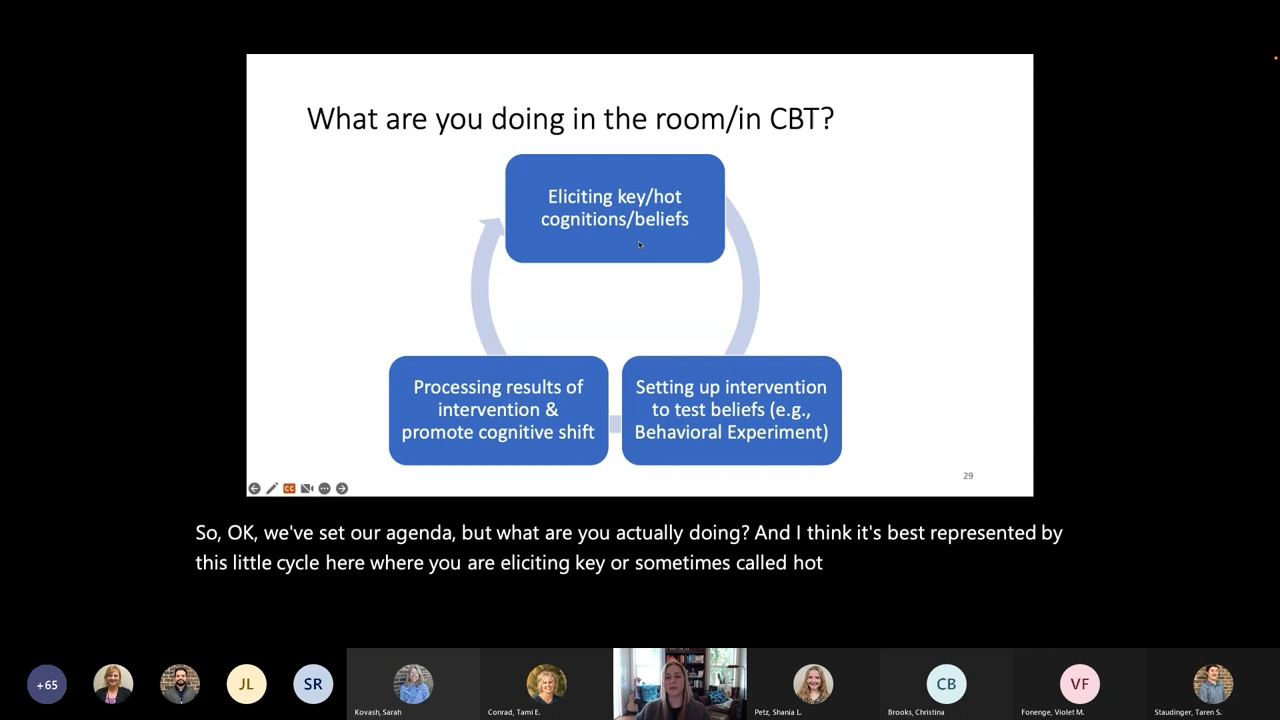 What are you doing in the room/in CBT?
Eliciting key/hot
cognitions/beliefs
Processing results of
intervention &
promote cognitive shift
Setting up intervention
to test beliefs (e.g.,
Behavioral Experiment)
29
CC
So, OK, we've set our agenda, but what are you actually doing? And I think it's best represented by
this little cycle here where you are eliciting key or sometimes called hot
+65
JL
SR
Kovash, Sarah
Conrad, Tami E.
Petz, Shania L.
CB
Brooks, Christina
VF
Fonenge, Violet M.
Staudinger, Taren S.